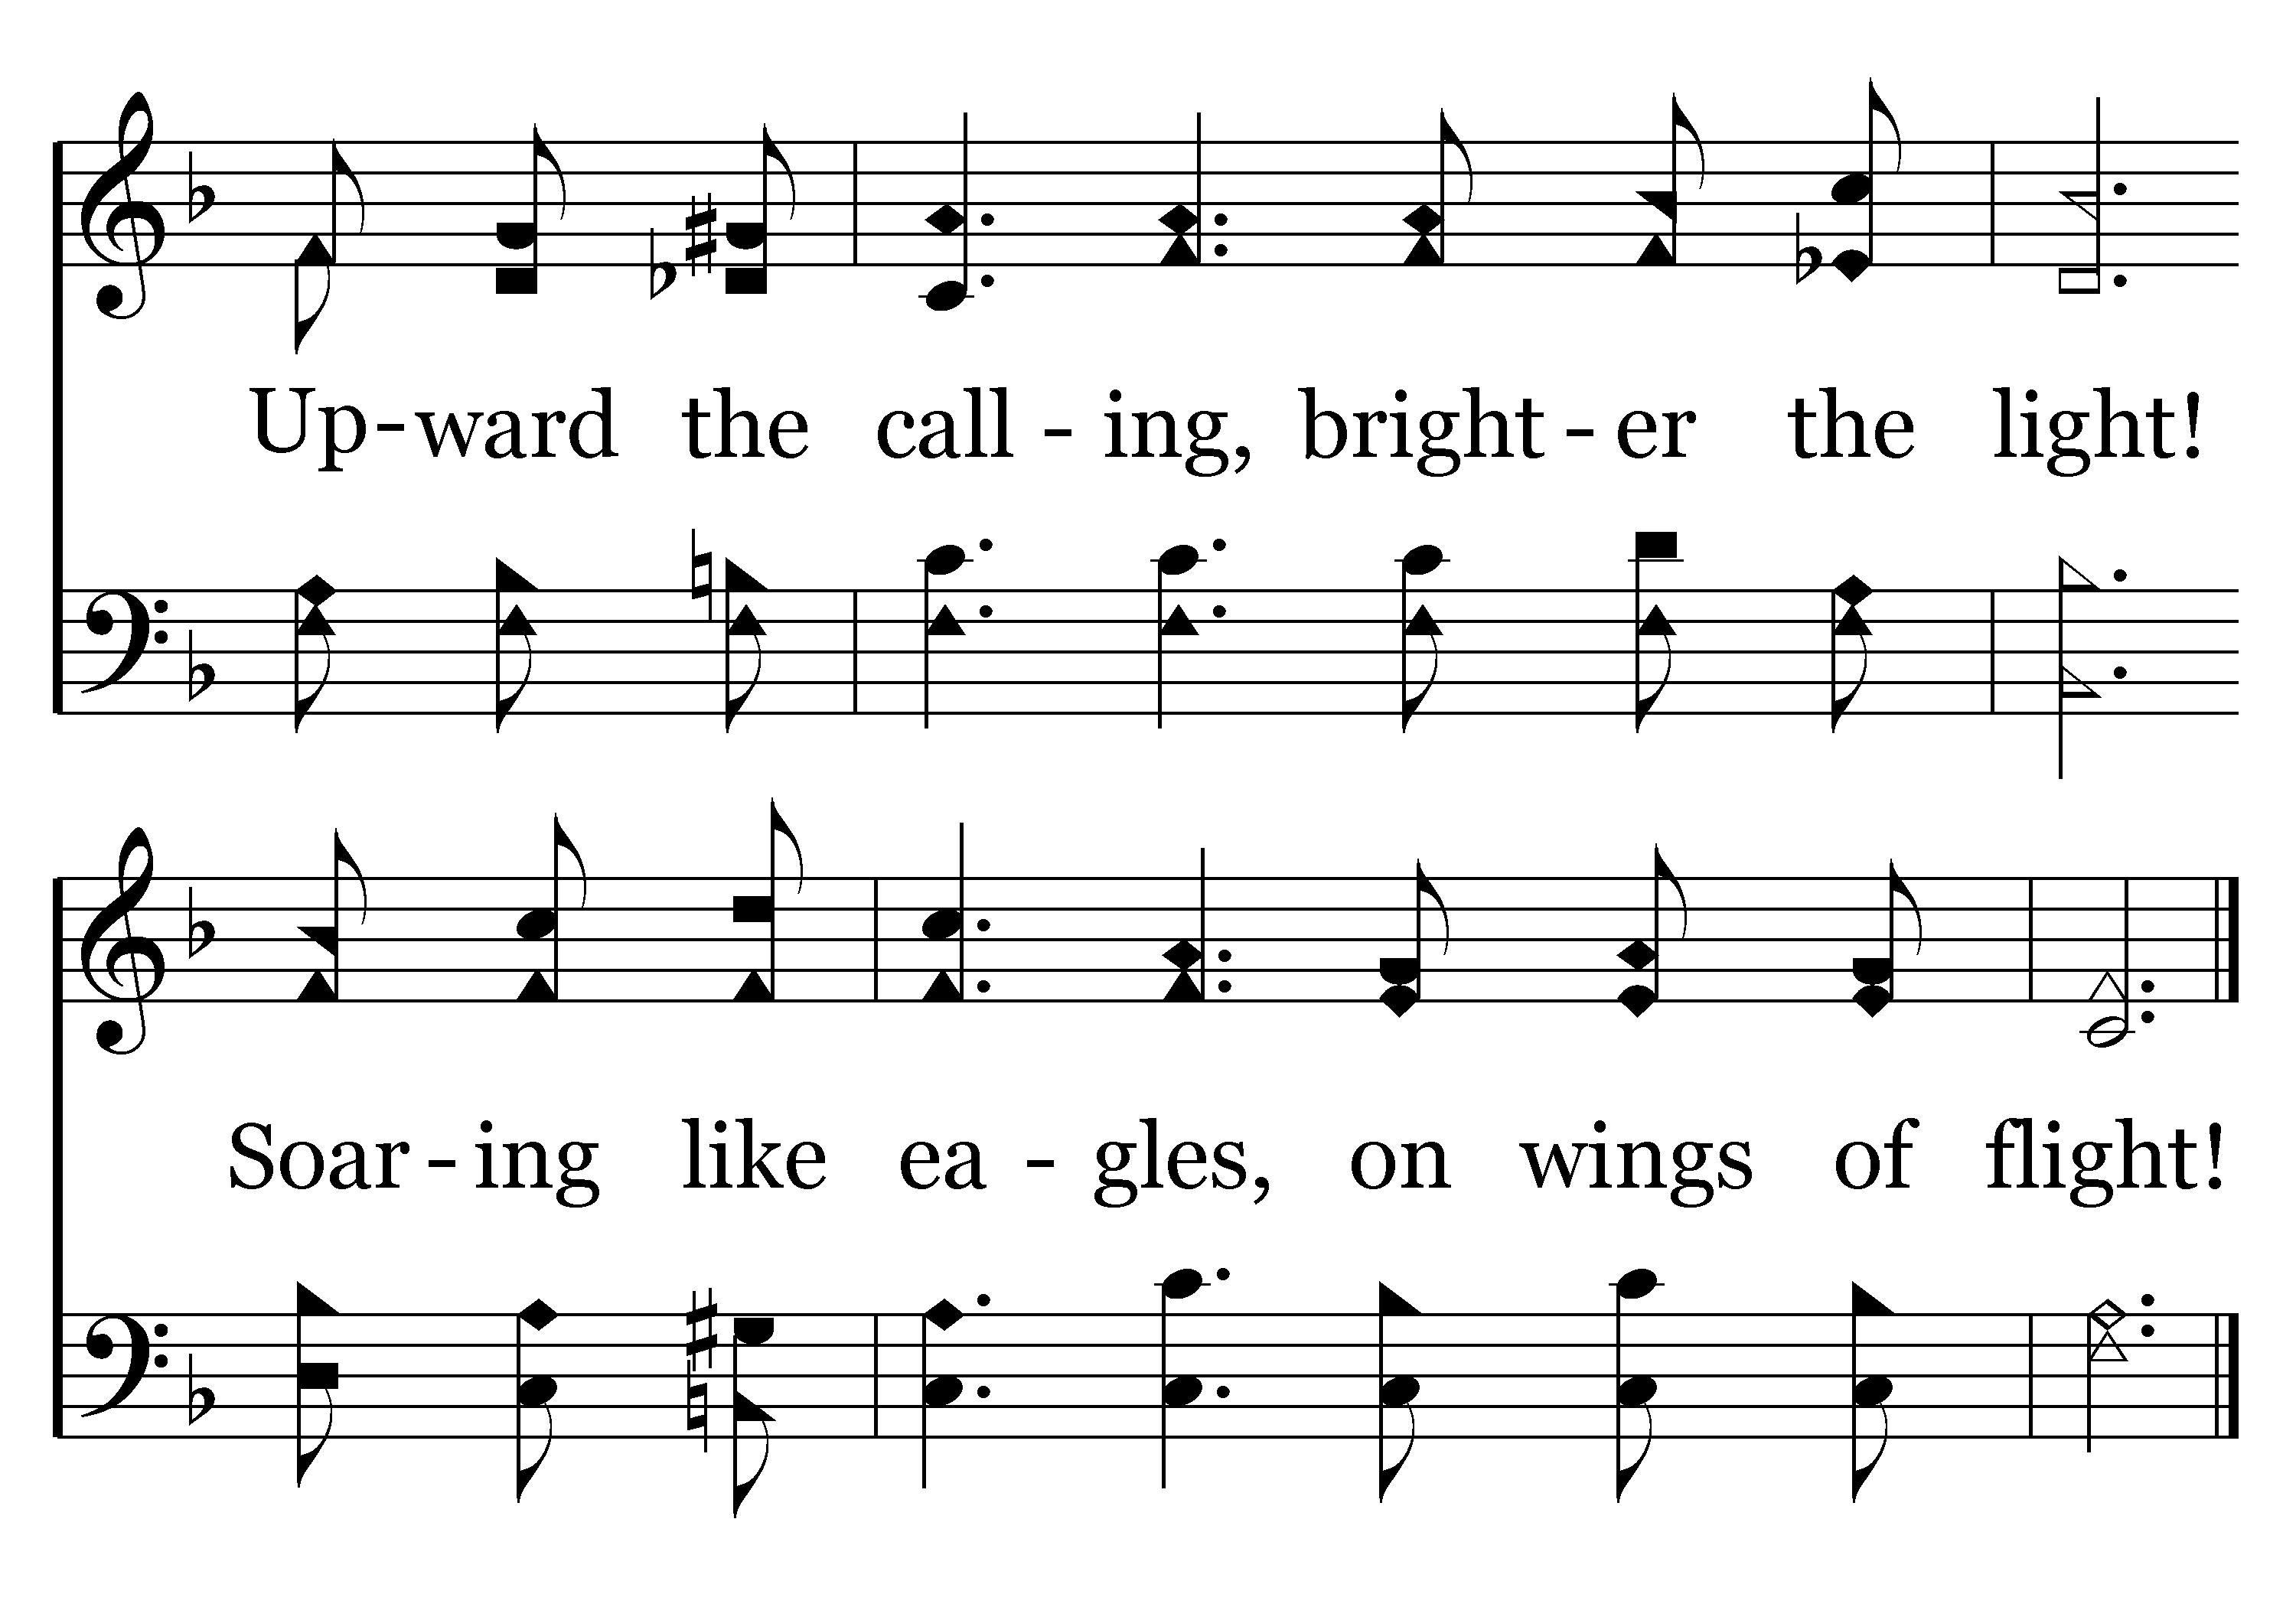 Up-ward the call - ing, bright - er the light!
Soar - ing like ea - gles, on wings of flight!